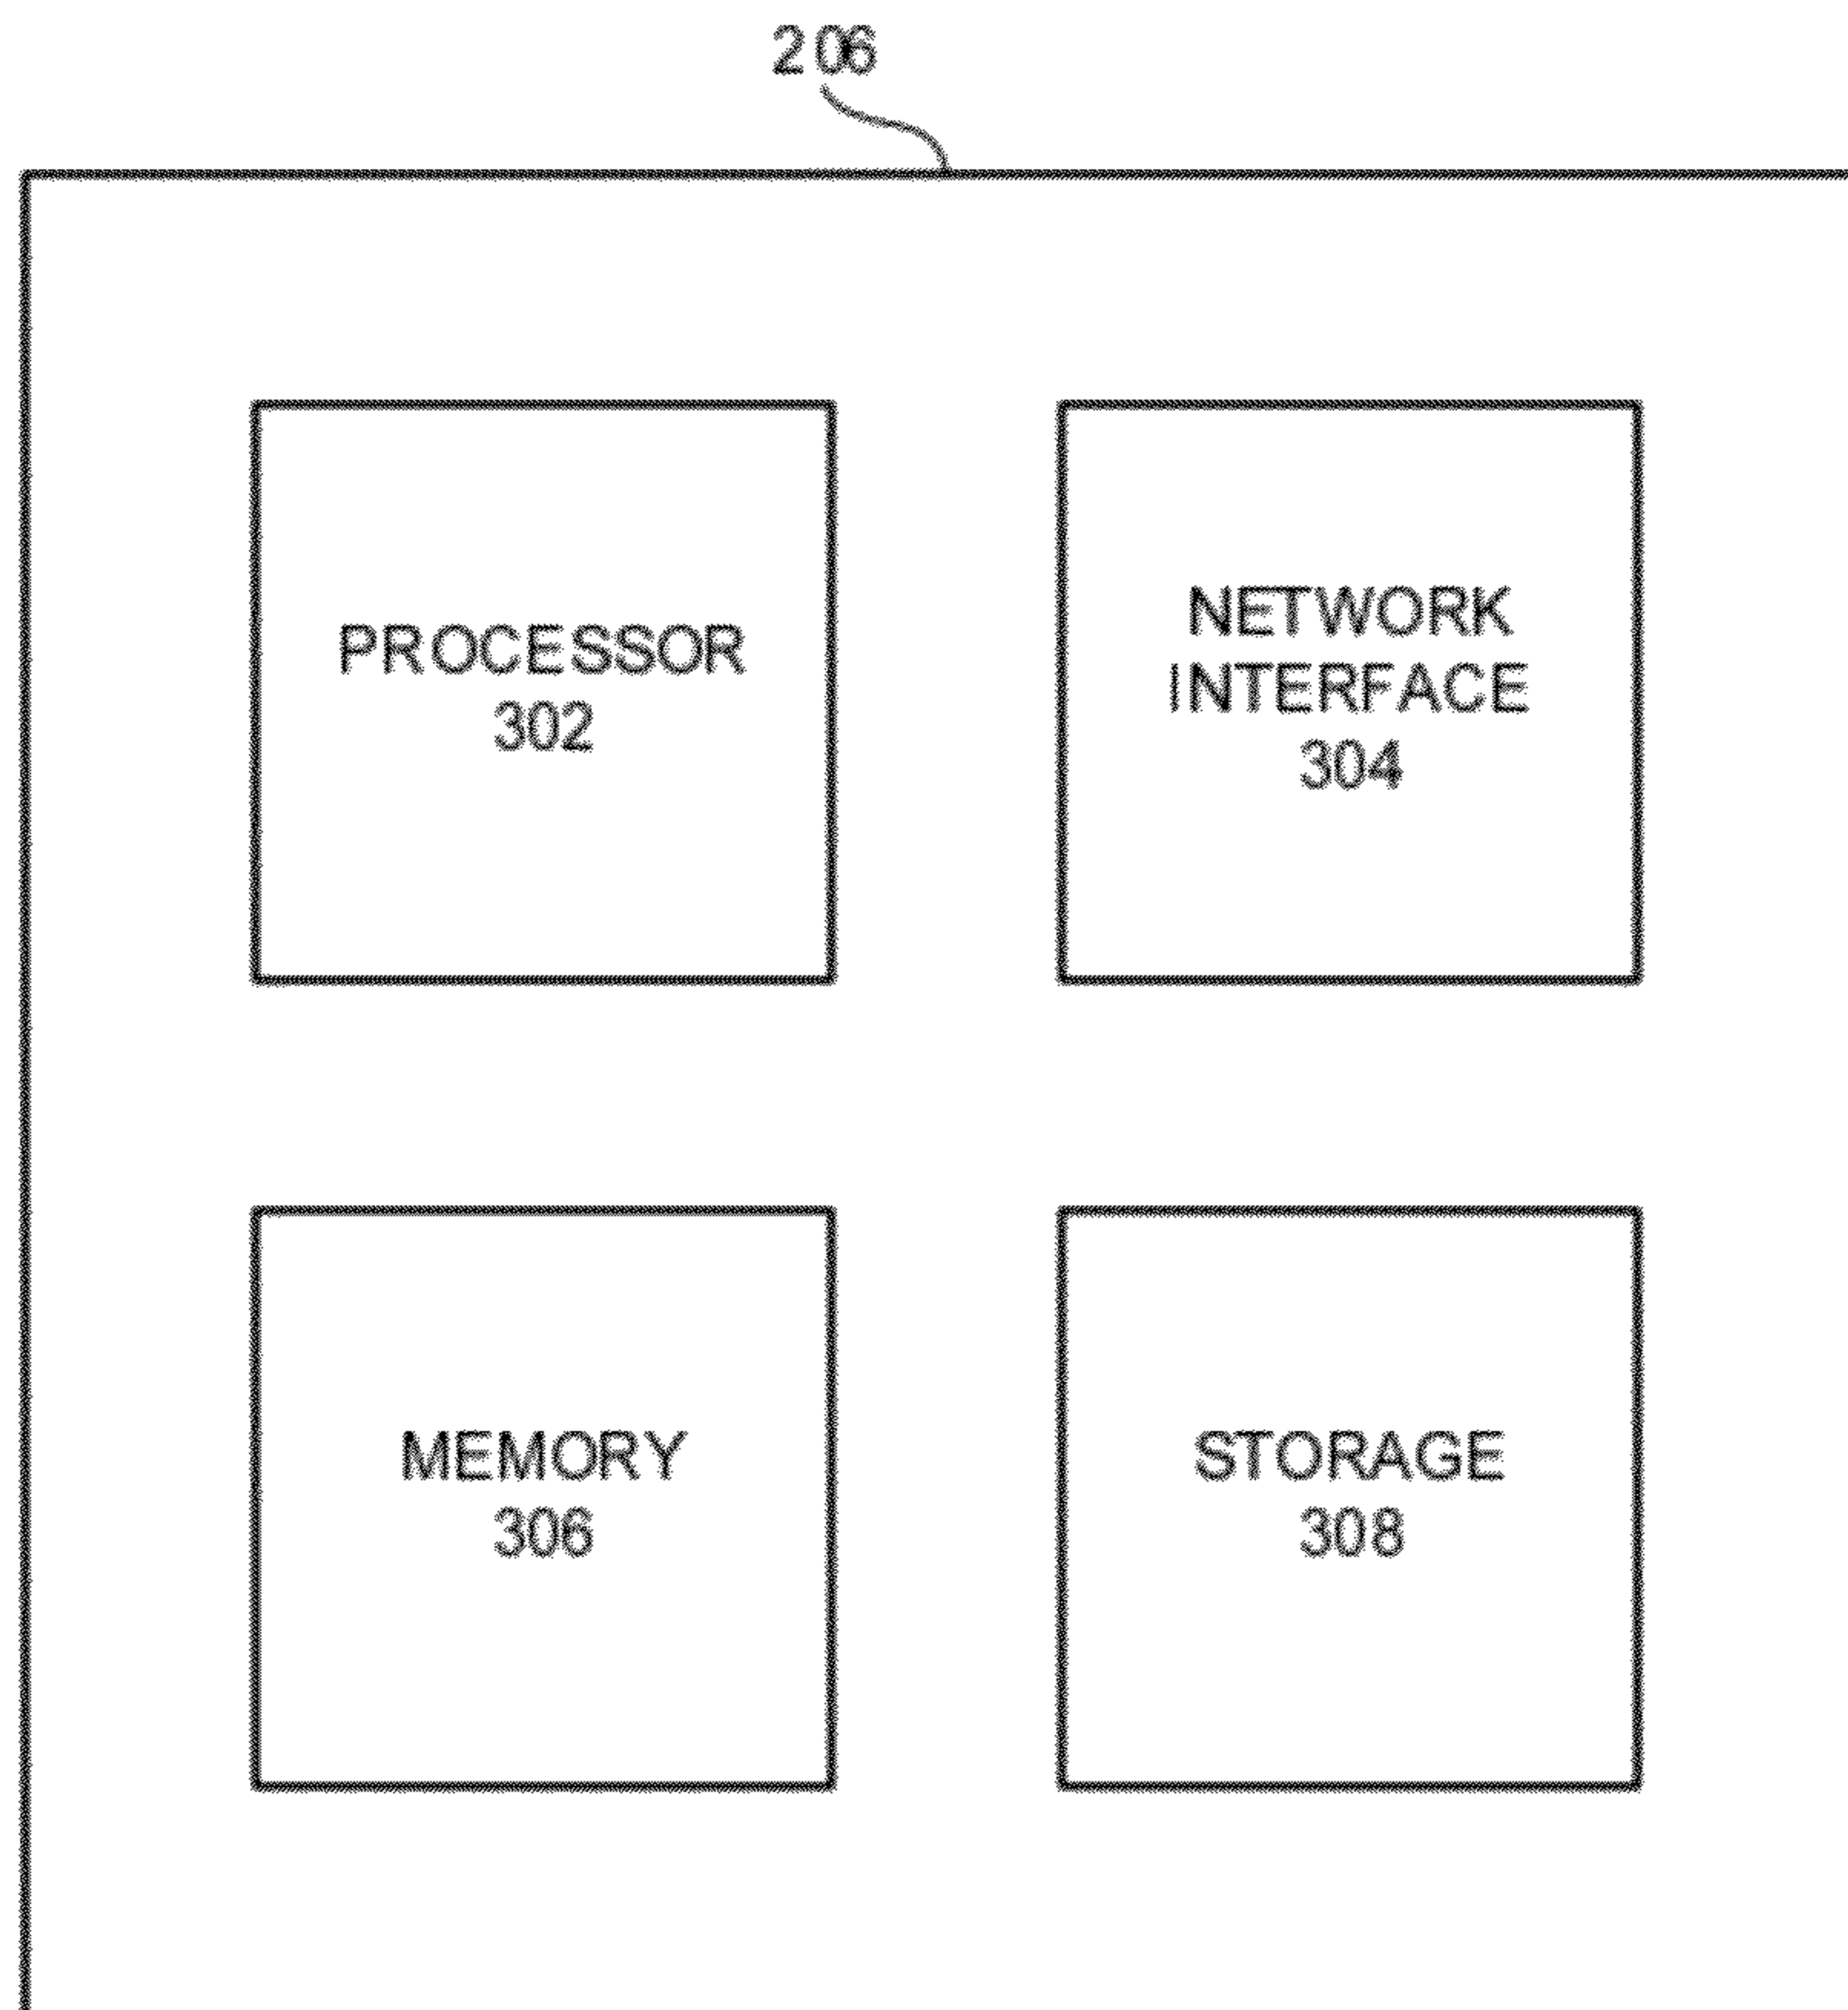 206
PROCESSOR
302
NETWORK
INTERFACE
304
MEMORY
306
STORAGE
308